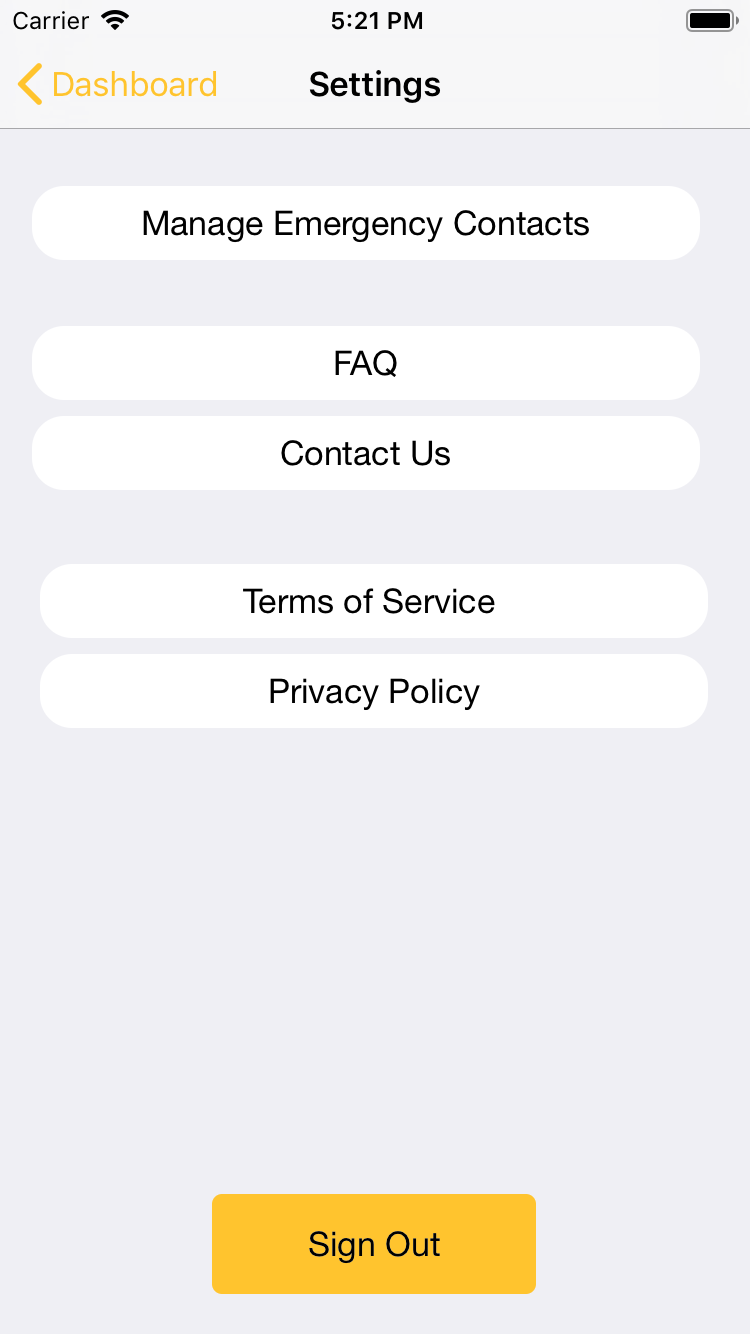 Carrier 5:21 PM
Dashboard Settings
Manage Emergency Contacts
FAQ
Contact Us
Terms of Service
Privacy Policy
Sign Out